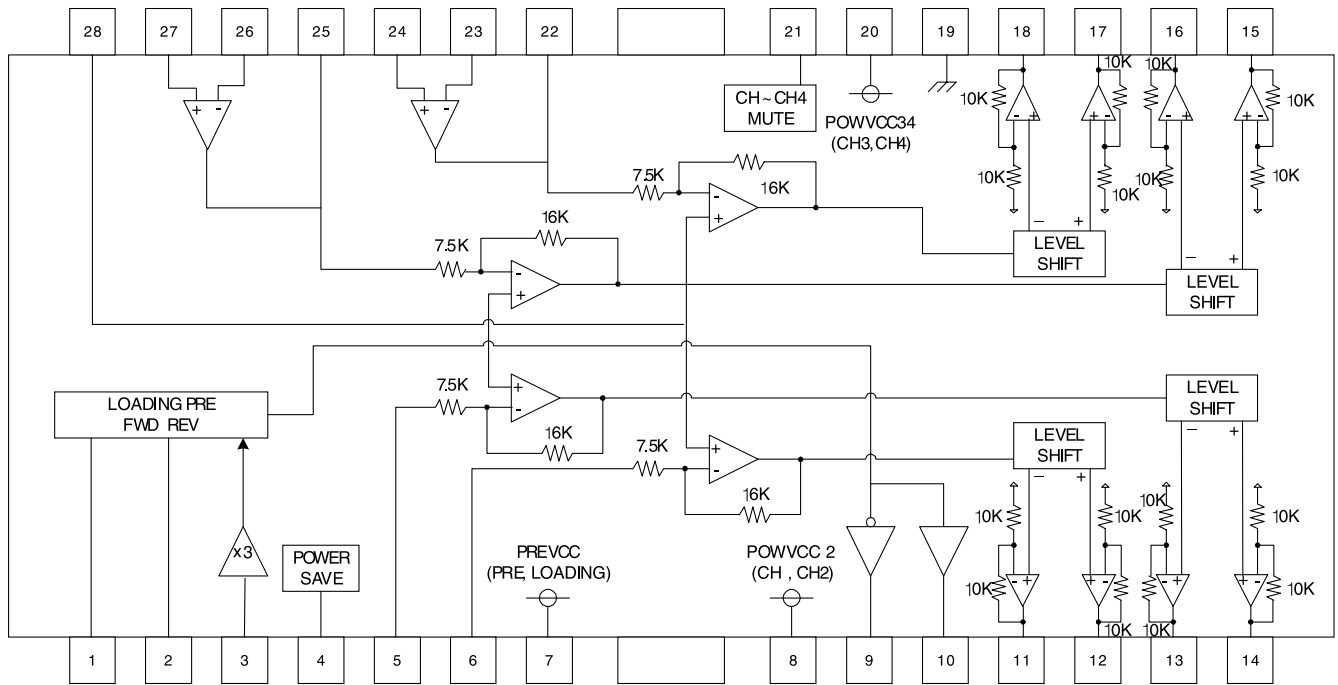 28
27
26
25
24
23
22
21
20
19
18
17
16
15
+ -
+ -
CH ~ CH4
MUTE
POWVCC34
(CH3, CH4)
10K
10K
10K
10K
10K
10K
10K
10K
- +
- +
- +
- +
7.5K
16K
-
+
- +
LEVEL
SHIFT
- +
LEVEL
SHIFT
7.5K
16K
-
+
LOADING PRE
FWD REV
7.5K
+
-
16K
LEVEL
SHIFT
- +
7.5K
+
-
16K
LEVEL
SHIFT
- +
x3
POWER
SAVE
PREVCC
(PRE, LOADING)
POWVCC 2
(CH , CH2)
10K
10K
10K
10K
10K
10K
10K
10K
- +
- +
- +
- +
1
2
3
4
5
6
7
8
9
10
11
12
13
14